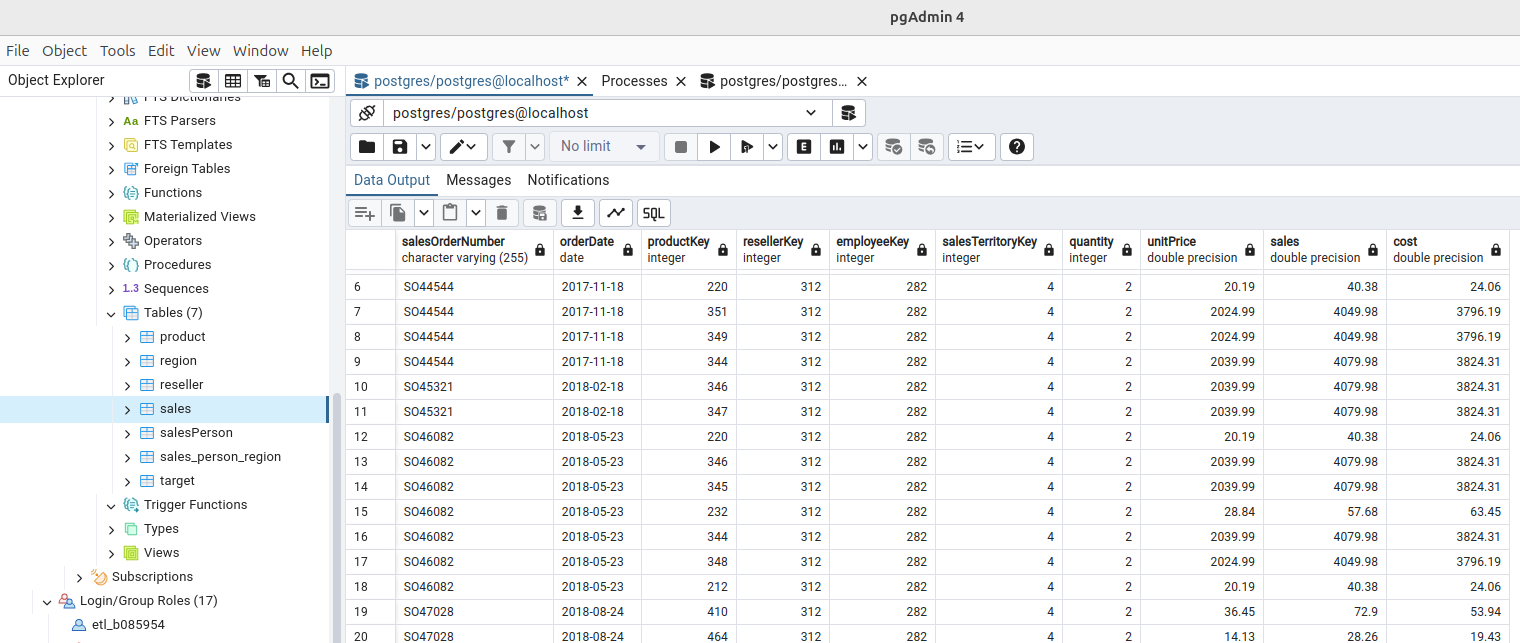 pgAdmin 4
File Object Tools Edit View Window Help
Object Explorer
postgres/postgres@localhost* Processes postgres/postgres...
postgres/postgres@localhost
No limit
E
Data Output Messages Notifications
SQL
FTS Dictionaries
Aa FTS Parsers
FTS Templates
Foreign Tables
Functions
Materialized Views
Operators
Procedures
1..3 Sequences
Tables (7)
product
region
reseller
sales
salesPerson
sales_person_region
target
Trigger Functions
Types
Views
Subscriptions
Login/Group Roles (17)
etl_b085954
salesOrderNumber orderDate productKey resellerKey employeeKey salesTerritoryKey quantity unitPrice sales cost
character varying (255) date integer integer integer integer integer double precision double precision double precision
6 SO44544 2017-11-18 220 312 282 4 2 20.19 40.38 24.06
7 SO44544 2017-11-18 351 312 282 4 2 2024.99 4049.98 3796.19
8 SO44544 2017-11-18 349 312 282 4 2 2024.99 4049.98 3796.19
9 SO44544 2017-11-18 344 312 282 4 2 2039.99 4079.98 3824.31
10 SO45321 2018-02-18 346 312 282 4 2 2039.99 4079.98 3824.31
11 SO45321 2018-02-18 347 312 282 4 2 2039.99 4079.98 3824.31
12 SO46082 2018-05-23 220 312 282 4 2 20.19 40.38 24.06
13 SO46082 2018-05-23 346 312 282 4 2 2039.99 4079.98 3824.31
14 SO46082 2018-05-23 345 312 282 4 2 2039.99 4079.98 3824.31
15 SO46082 2018-05-23 232 312 282 4 2 28.84 57.68 63.45
16 SO46082 2018-05-23 344 312 282 4 2 2039.99 4079.98 3824.31
17 SO46082 2018-05-23 348 312 282 4 2 2024.99 4049.98 3796.19
18 SO46082 2018-05-23 212 312 282 4 2 20.19 40.38 24.06
19 SO47028 2018-08-24 410 312 282 4 2 36.45 72.9 53.94
20 SO47028 2018-08-24 464 312 282 4 2 14.13 28.26 19.43